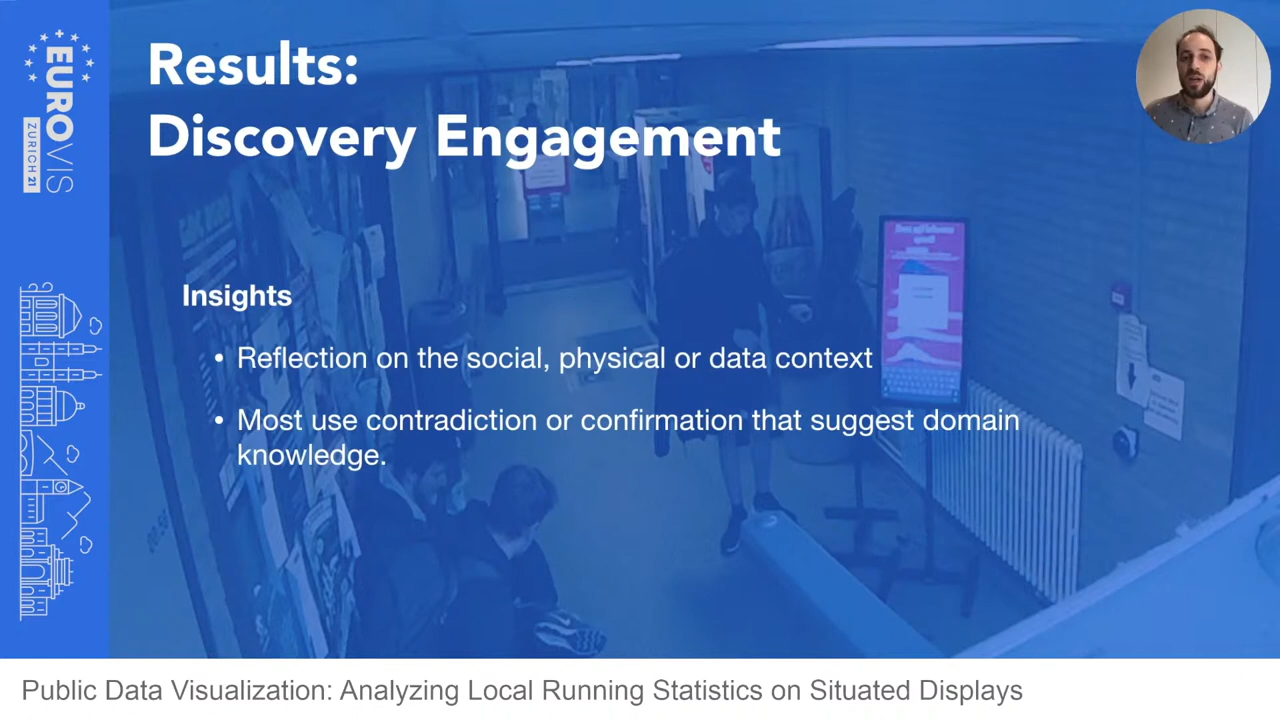 EUROVIS
ZURICH 21
Results:
Discovery Engagement
Insights
• Reflection on the social, physical or data context
• Most use contradiction or confirmation that suggest domain
knowledge.
Public Data Visualization: Analyzing Local Running Statistics on Situated Displays